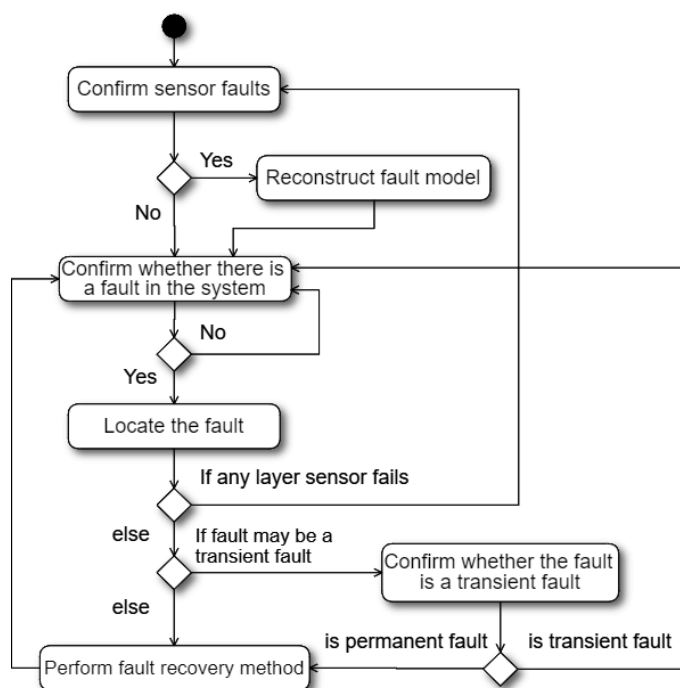 Confirm sensor faults
Yes
Reconstruct fault model
No
Confirm whether there is
a fault in the system
No
Yes
Locate the fault
If any layer sensor fails
else
If fault may be a
transient fault
Confirm whether the fault
is a transient fault
else
is permanent fault
is transient fault
Perform fault recovery method